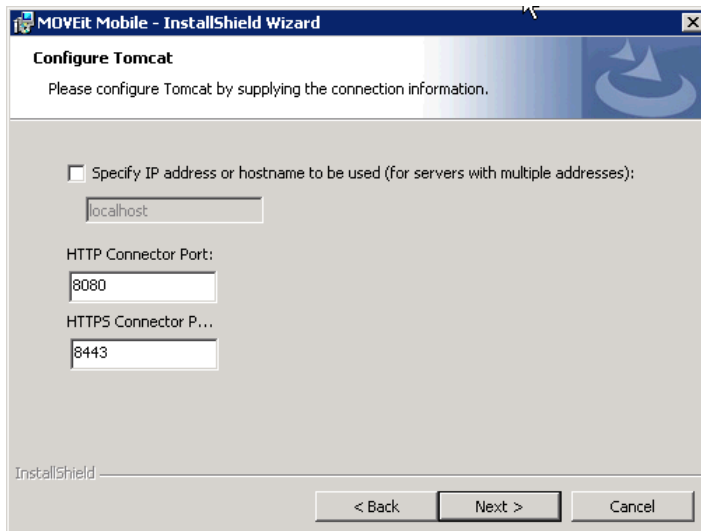 MOVEit Mobile - InstallShield Wizard
Configure Tomcat
Please configure Tomcat by supplying the connection information.
Specify IP address or hostname to be used (for servers with multiple addresses):
localhost
HTTP Connector Port:
8080
HTTPS Connector P...
8443
InstallShield
< Back Next > Cancel